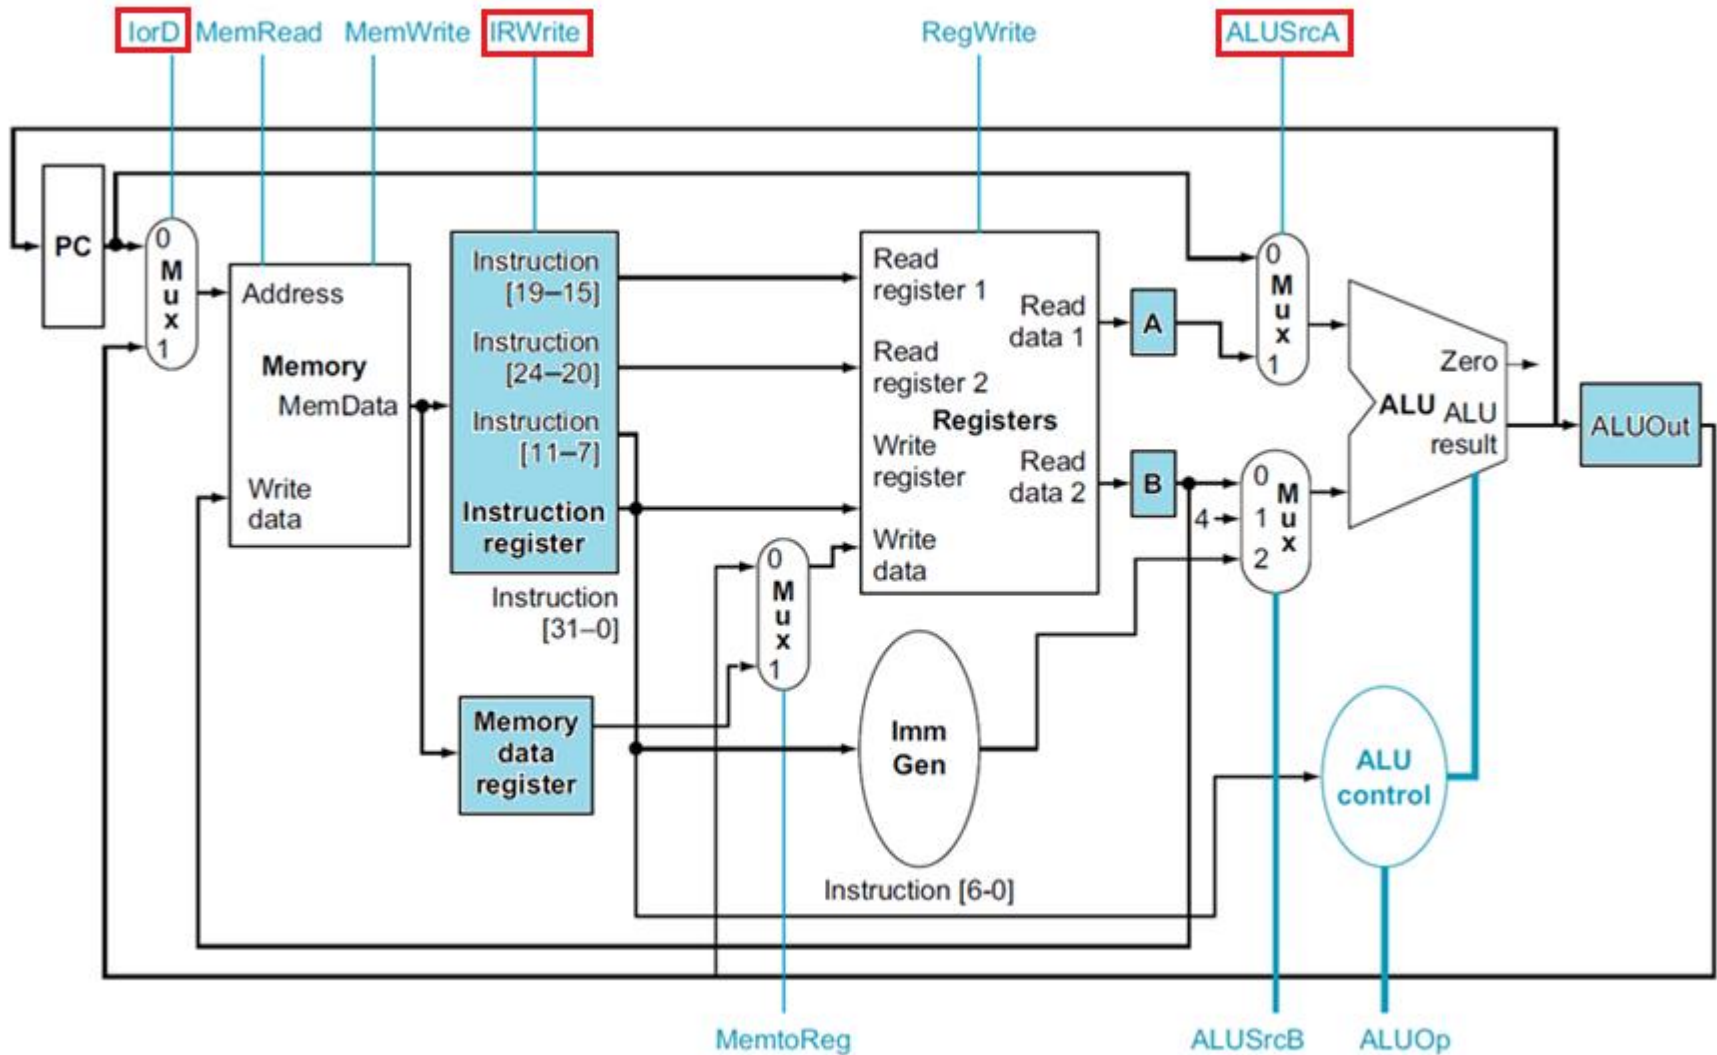 IorD MemRead MemWrite IRWrite RegWrite ALUSrcA
PC
0
M
u
x
1
Address
Memory
MemData
Write
data
Instruction
[19–15]
Instruction
[24–20]
Instruction
[11–7]
Instruction
register
Instruction
[31–0]
Memory
data
register
0
M
u
x
1
Read
register 1
Read
register 2
Registers
Write
register
Write
data
Read
data 1
Read
data 2
Imm
Gen
Instruction [6-0]
A
B
4
0
M
u
x
1
0
1
2
M
u
x
Zero
ALU
ALU
result
ALUOut
ALU
control
MemtoReg ALUSrcB ALUOp